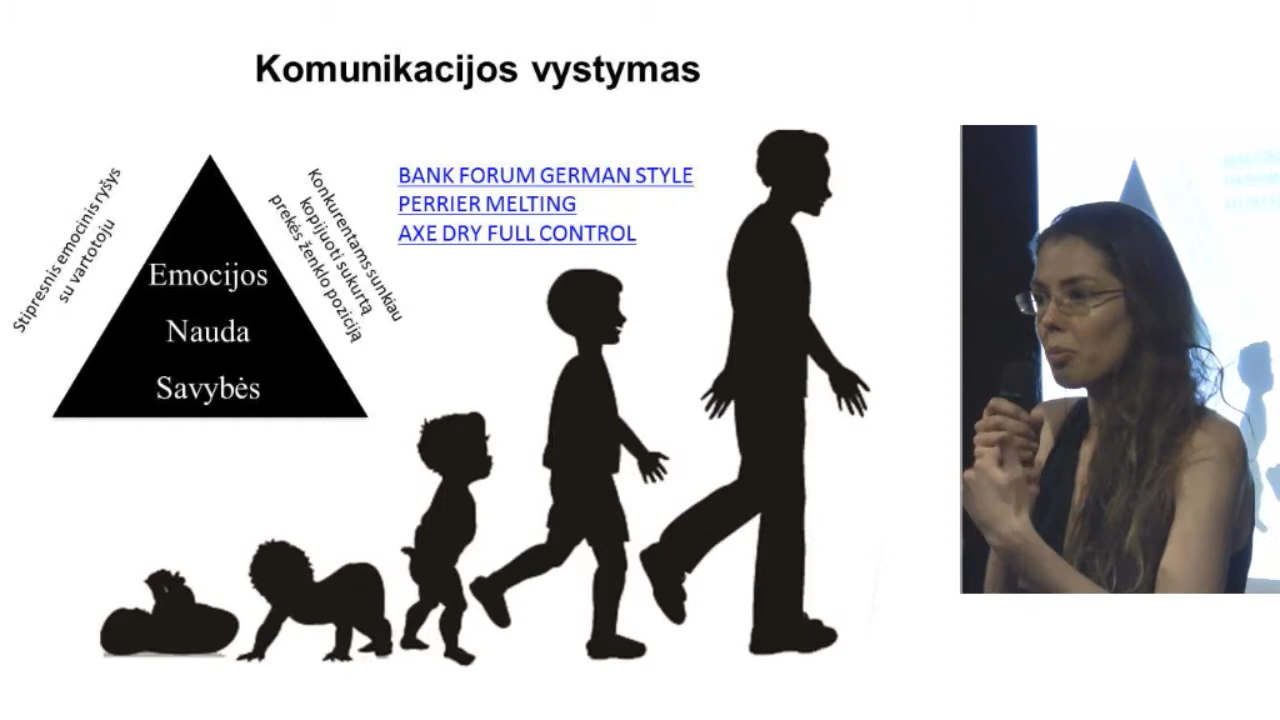 Komunikacijos vystymas
Stipresnis emocinis ryšys
su vartotoju
Emocijos
Nauda
Savybės
Konkurentams sunkiau
kopijuoti sukurtą
prekės ženklo poziciją
BANK FORUM GERMAN STYLE
PERRIER MELTING
AXE DRY FULL CONTROL